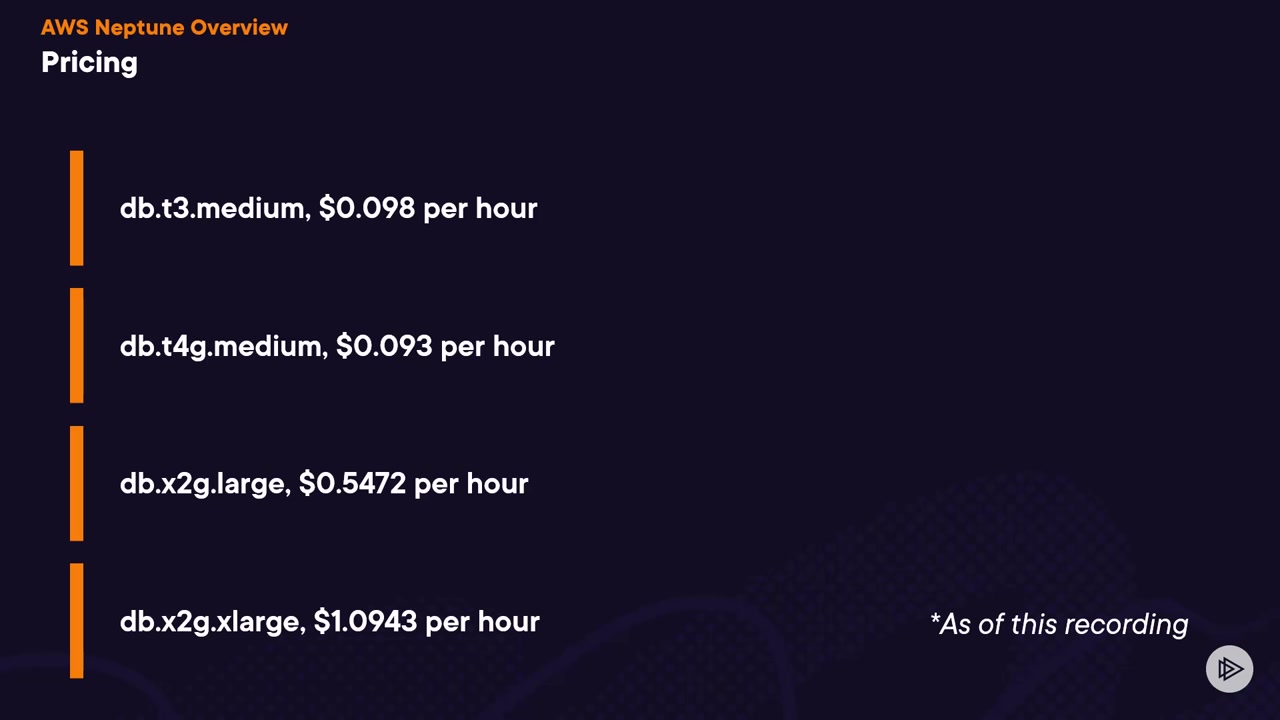 AWS Neptune Overview
Pricing
db.t3.medium, $0.098 per hour
db.t4g.medium, $0.093 per hour
db.x2g.large, $0.5472 per hour
db.x2g.xlarge, $1.0943 per hour
*As of this recording